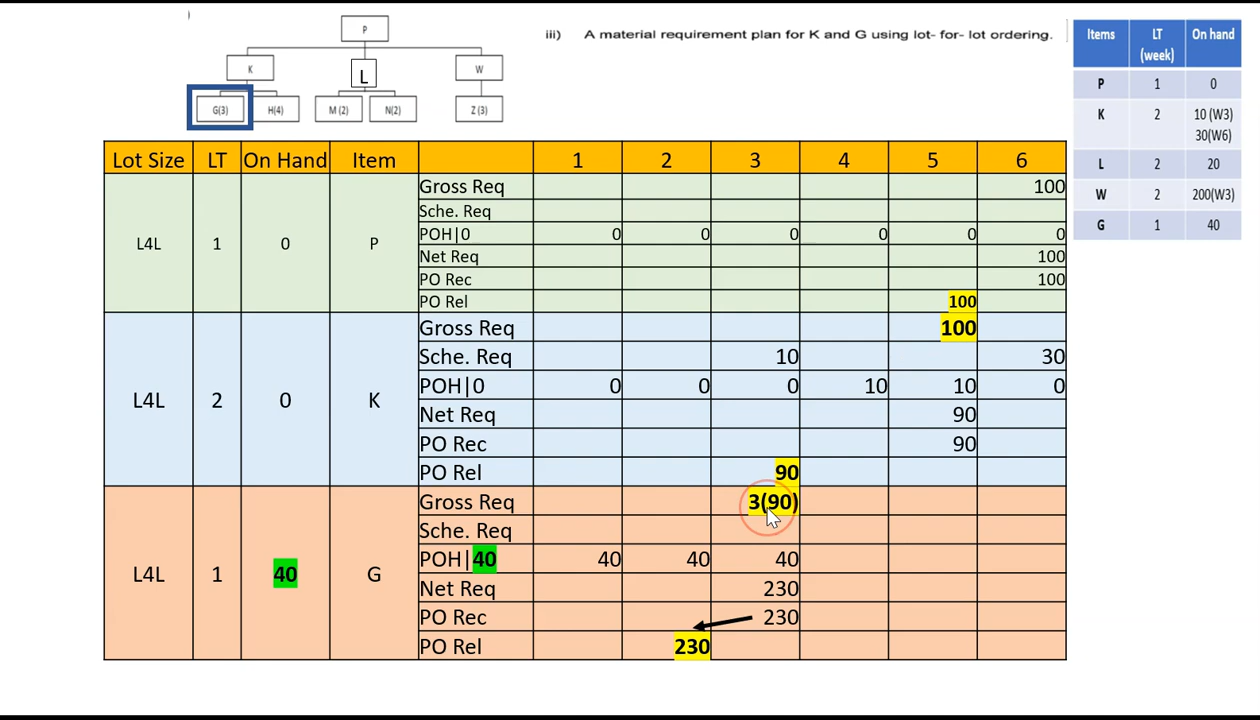 )
P
K
L
W
G(3)
H(4)
M (2)
N(2)
Z (3)
iii) A material requirement plan for K and G using lot- for- lot ordering.
Items LT (week) On hand
P 1 0
K 2 10 (W3)
30(W6)
L 2 20
W 2 200(W3)
G 1 40
Lot Size LT On Hand Item 1 2 3 4 5 6
L4L 1 0 P
Gross Req 100
Sche. Req
POH|0 0 0 0 0 0 0
Net Req 100
PO Rec 100
PO Rel 100
L4L 2 0 K
Gross Req 100
Sche. Req 10 30
POH|0 0 0 0 10 10 0
Net Req 90
PO Rec 90
PO Rel 90
L4L 1 40 G
Gross Req 3(90)
Sche. Req
POH|40 40 40 40
Net Req 230
PO Rec 230
PO Rel 230